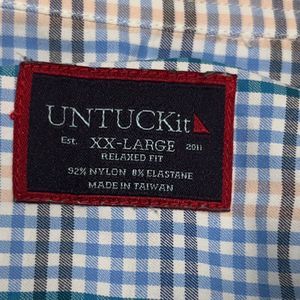 UNTUCKit
Est. XX-LARGE 2011
RELAXED FIT
92% NYLON 8% ELASTANE
MADE IN TAIWAN